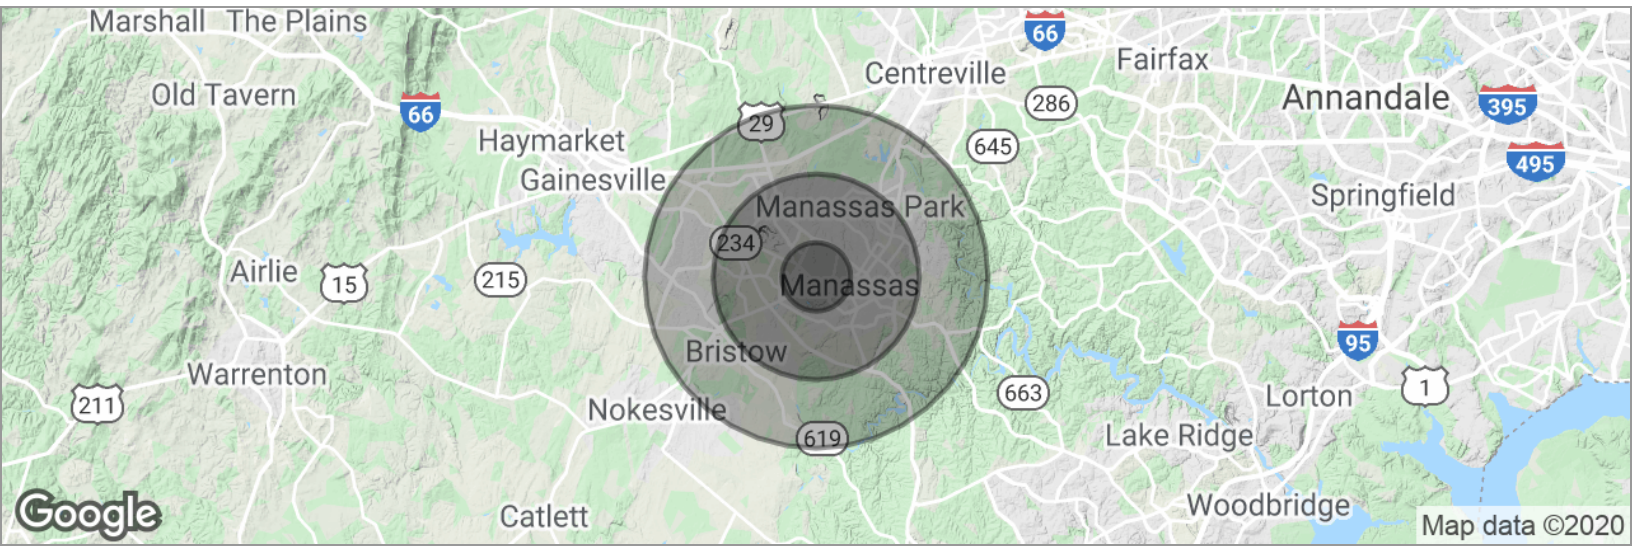 Marshall The Plains
66
Fairfax
Centreville
Old Tavern
66
286
Annandale
395
29
Haymarket
645
495
Gainesville
Springfield
Manassas Park
234
Airlie
15
215
Manassas
Bristow
95
Warrenton
211
663
1
Lorton
Nokesville
619
Lake Ridge
Woodbridge
Google
Catlett
Map data ©2020